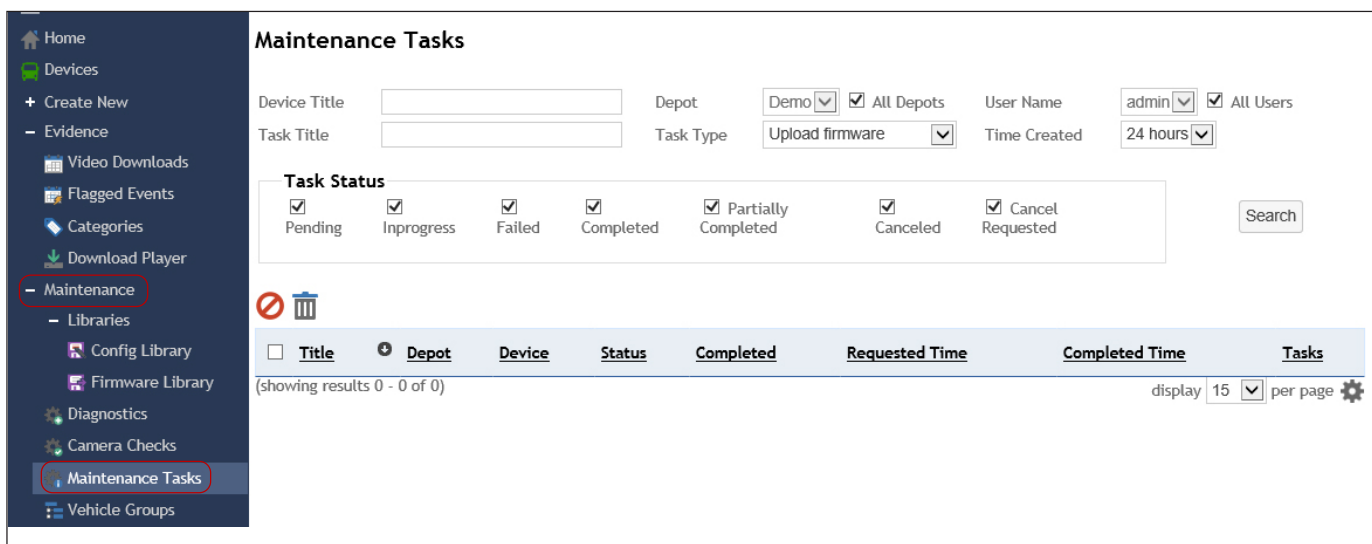 Home
Devices
+ Create New
– Evidence
Video Downloads
Flagged Events
Categories
Download Player
– Maintenance
– Libraries
Config Library
Firmware Library
Diagnostics
Camera Checks
Maintenance Tasks
Vehicle Groups
Maintenance Tasks
Device Title Depot Demo All Depots User Name admin All Users
Task Title Task Type Upload firmware Time Created 24 hours
Task Status
Pending Inprogress Failed Completed Partially Completed Canceled Cancel Requested
Search
Title Depot Device Status Completed Requested Time Completed Time Tasks
(showing results 0 - 0 of 0) display 15 per page